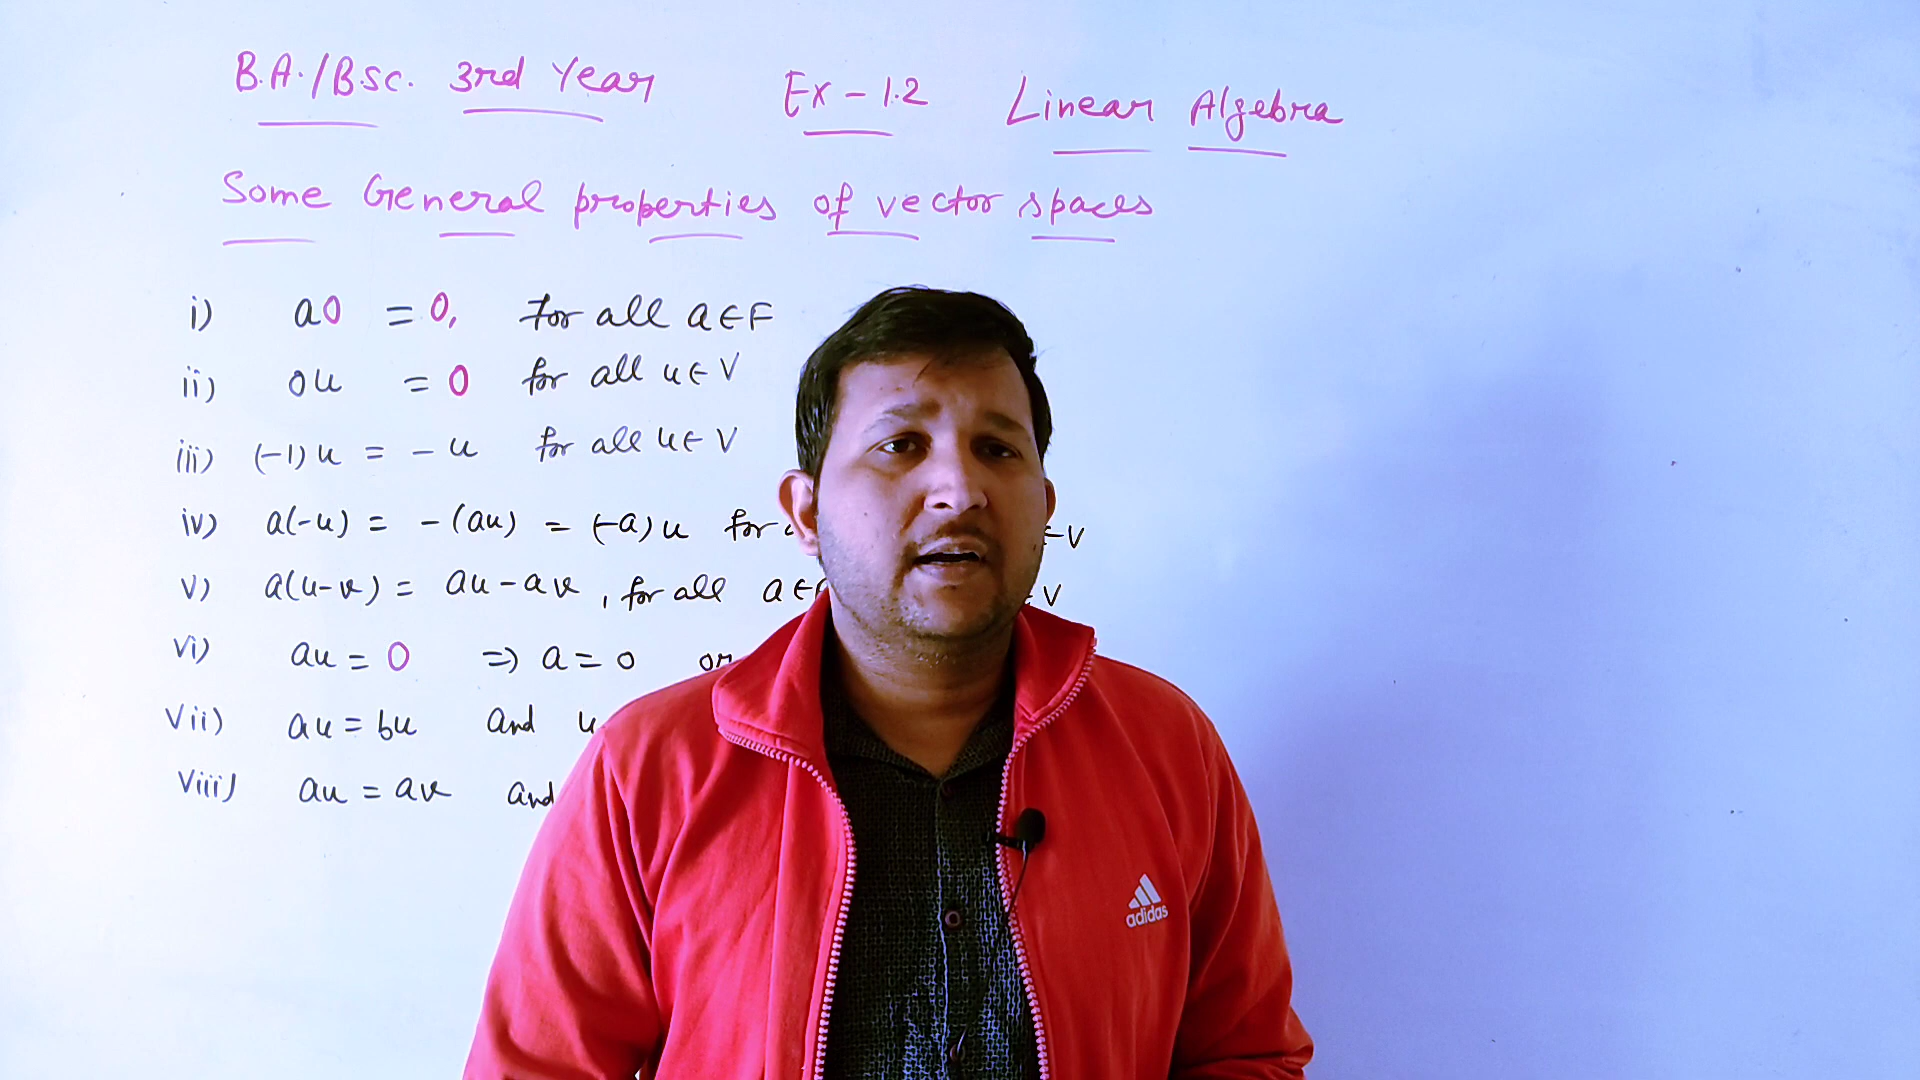 B.A./B.Sc. 3rd Year Ex - 1.2 Linear Algebra
Some General properties of vector spaces
i) a0 = 0, for all a∈F
ii) 0u = 0 for all u∈V
iii) (-1)u = -u for all u∈V
iv) a(-u) = -(au) = (-a)u for ∈V
v) a(u-v) = au-av, for all a∈F V
vi) au = 0 => a = 0 or
vii) au = bu and u
viii) au = av and
adidas